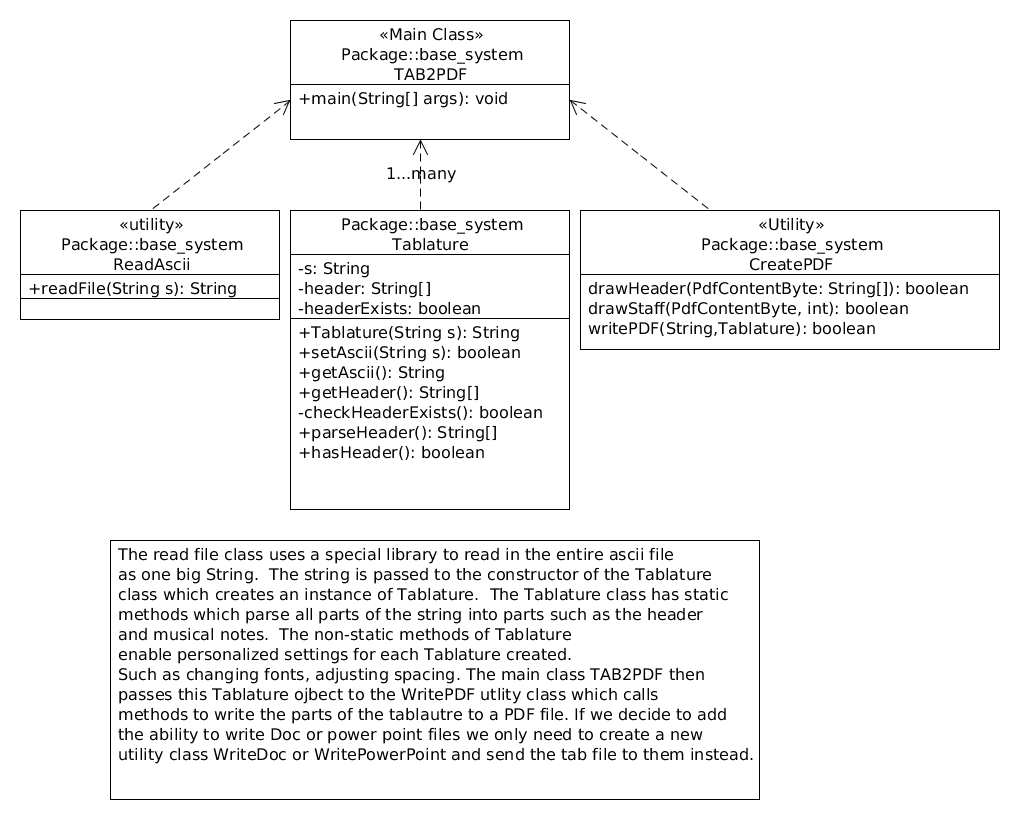 «Main Class»
Package::base_system
TAB2PDF
+main(String[] args): void
1...many
«utility»
Package::base_system
ReadAscii
+readFile(String s): String
Package::base_system
Tablature
-s: String
-header: String[]
-headerExists: boolean
+Tablature(String s): String
+setAscii(String s): boolean
+getAscii(): String
+getHeader(): String[]
-checkHeaderExists(): boolean
+parseHeader(): String[]
+hasHeader(): boolean
«Utility»
Package::base_system
CreatePDF
drawHeader(PdfContentByte: String[]): boolean
drawStaff(PdfContentByte, int): boolean
writePDF(String,Tablature): boolean
The read file class uses a special library to read in the entire ascii file
as one big String.  The string is passed to the constructor of the Tablature
class which creates an instance of Tablature.  The Tablature class has static
methods which parse all parts of the string into parts such as the header
and musical notes.  The non-static methods of Tablature
enable personalized settings for each Tablature created.
Such as changing fonts, adjusting spacing. The main class TAB2PDF then
passes this Tablature ojbect to the WritePDF utlity class which calls
methods to write the parts of the tablautre to a PDF file. If we decide to add
the ability to write Doc or power point files we only need to create a new
utility class WriteDoc or WritePowerPoint and send the tab file to them instead.